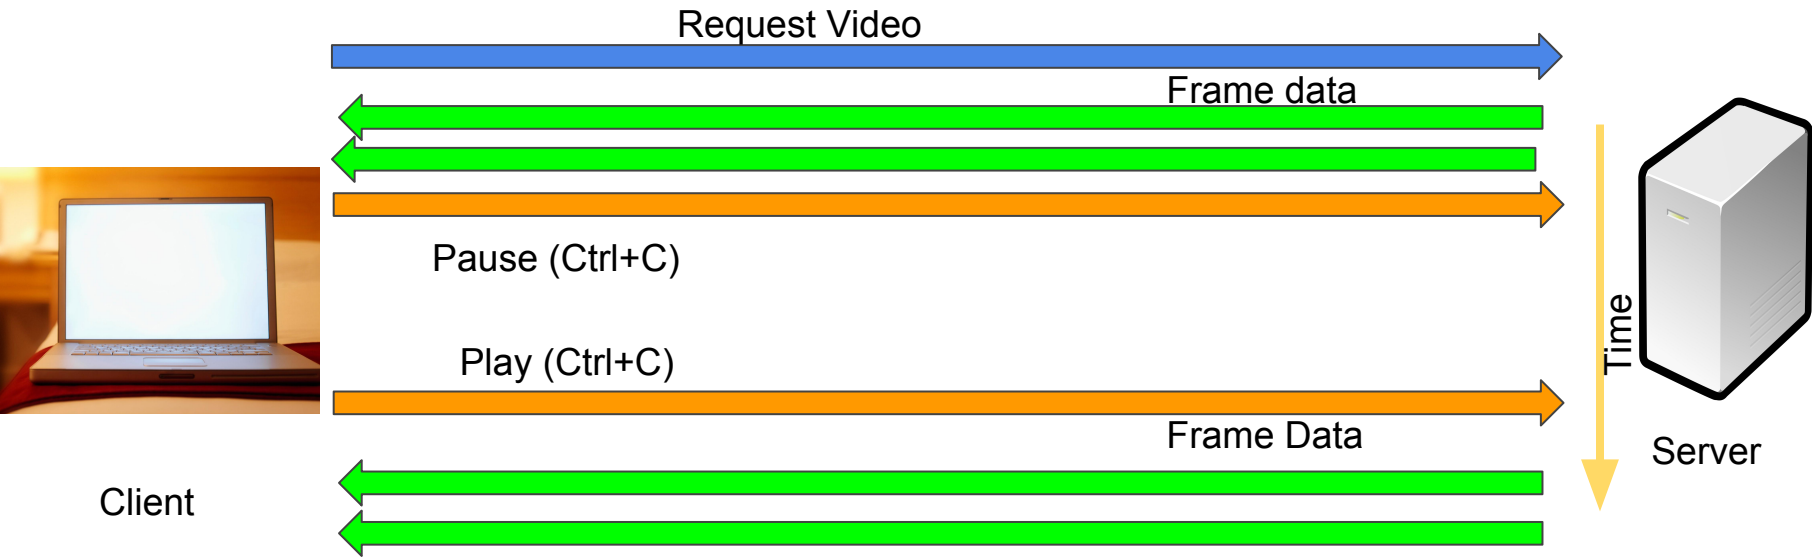 Request Video
Frame data
Pause (Ctrl+C)
Time
Play (Ctrl+C)
Frame Data
Server
Client